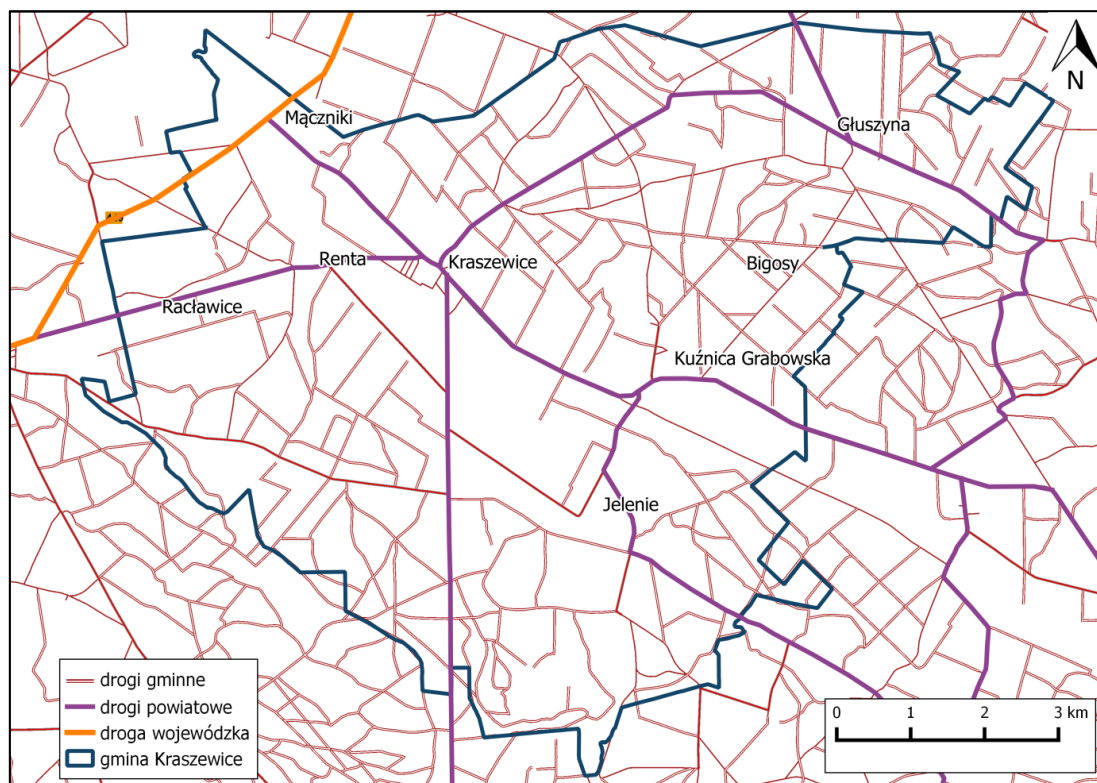 N
Mączniki
Głuszyna
Renta
Kraszewice
Bigosy
Racławice
Kuźnica Grabowska
Jelenie
drogi gminne
drogi powiatowe
droga wojewódzka
gmina Kraszewice
0 1 2 3 km